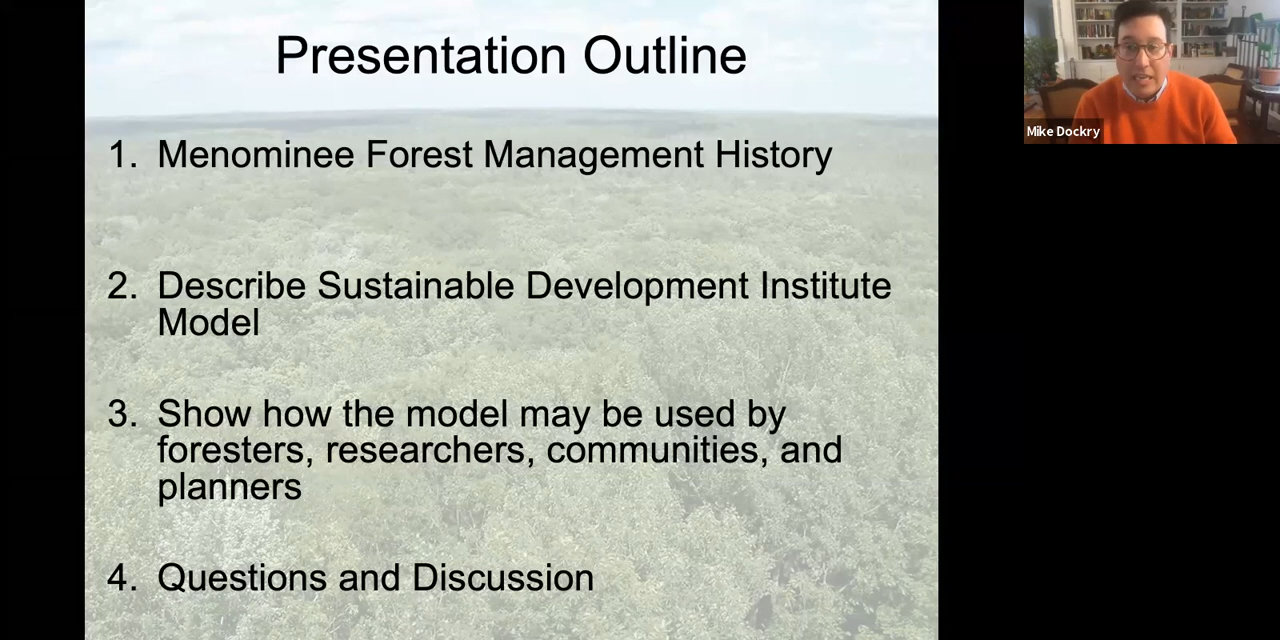 Presentation Outline
1. Menominee Forest Management History
2. Describe Sustainable Development Institute
Model
3. Show how the model may be used by
foresters, researchers, communities, and
planners
4. Questions and Discussion
Mike Dockry